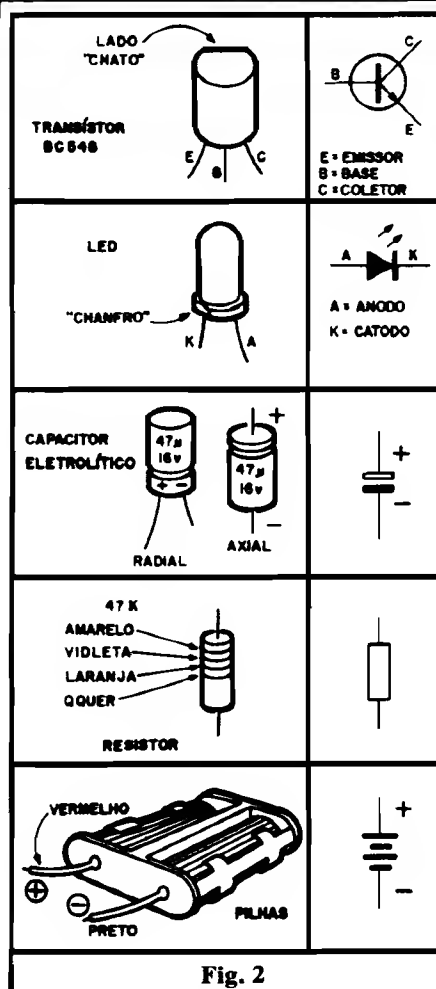 LADO
"CHATO"
TRANSÍSTOR
BC548
E
B
C
B
C
E
E = EMISSOR
B = BASE
C = COLETOR
LED
"CHANFRO"
K
A
A
K
A = ANODO
K = CATODO
CAPACITOR
ELETROLÍTICO
47µ
16v
+ -
RADIAL
+
47µ
16v
-
AXIAL
+
-
47K
AMARELO
VIOLETA
LARANJA
QQUER
RESISTOR
VERMELHO
+
-
PRETO
PILHAS
+
-
Fig. 2